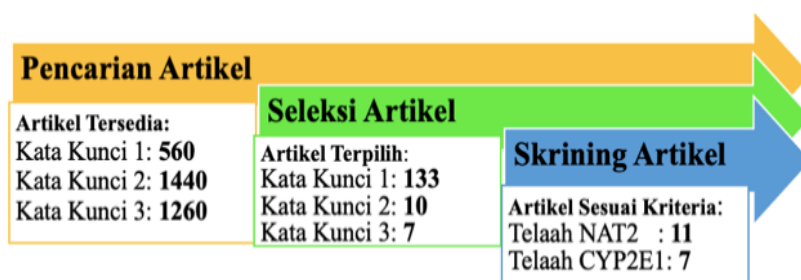 Pencarian Artikel
Artikel Tersedia:
Kata Kunci 1: 560
Kata Kunci 2: 1440
Kata Kunci 3: 1260
Seleksi Artikel
Artikel Terpilih:
Kata Kunci 1: 133
Kata Kunci 2: 10
Kata Kunci 3: 7
Skrining Artikel
Artikel Sesuai Kriteria:
Telaah NAT2 : 11
Telaah CYP2E1: 7